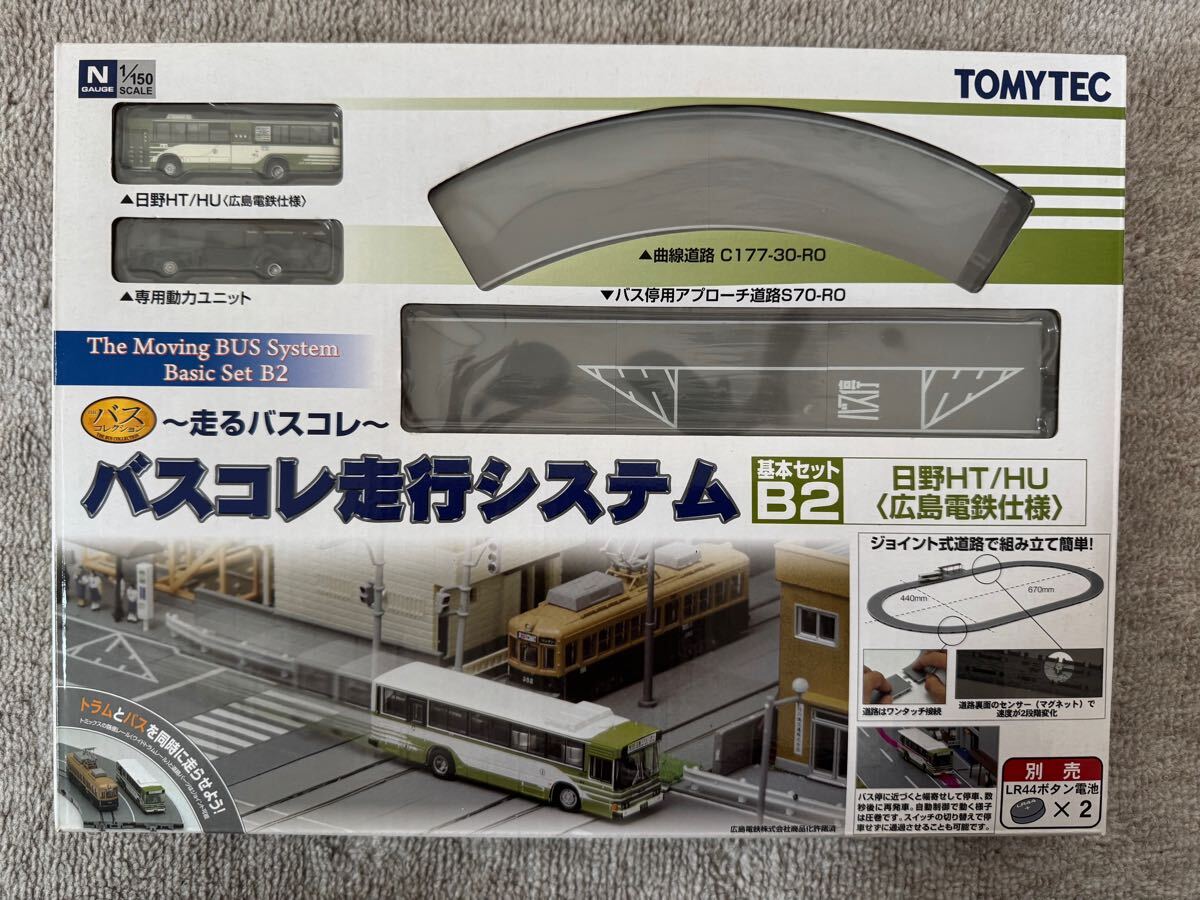 N
GAUGE
1/150
SCALE
TOMYTEC
▲日野HT/HU〈広島電鉄仕様〉
▲専用動力ユニット
▲曲線道路 C177-30-RO
▼バス停用アプローチ道路S70-RO
バス停
The Moving BUS System
Basic Set B2
THE
バス
コレクション
THE BUS COLLECTION
～走るバスコレ～
バスコレ走行システム
基本セット
B2
日野HT/HU
〈広島電鉄仕様〉
ジョイント式道路で組み立て簡単!
440mm
670mm
道路はワンタッチ接続
道路裏面のセンサー（マグネット）で
速度が2段階変化
バス停に近づくと幅寄せして停車、数
秒後に再発車。自動制御で動く様子
は圧巻です。スイッチの切り替えで停
車せずに通過させることも可能です。
別売
LR44ボタン電池
LR44
×2
トラムとバスを同時に走らせよう!
352
広島電鉄株式会社商品化許諾済